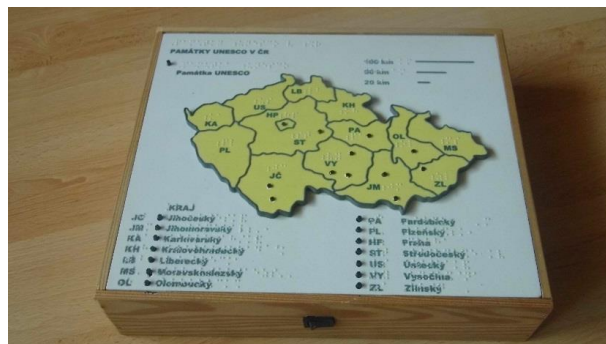 PAMÁTKY UNESCO V ČR
Památka UNESCO
100 km
50 km
20 km
LB
US
KH
KA
HP
PA
OL
ST
PL
MS
VY
JČ
JM
ZL
KRAJ
JČ Jihočeský
JM Jihomoravský
KA Karlovarský
KH Královéhradecký
LB Liberecký
MS Moravskoslezský
OL Olomoucký
PA Pardubický
PL Plzeňský
HP Praha
ST Středočeský
US Ústecký
VY Vysočina
ZL Zlínský